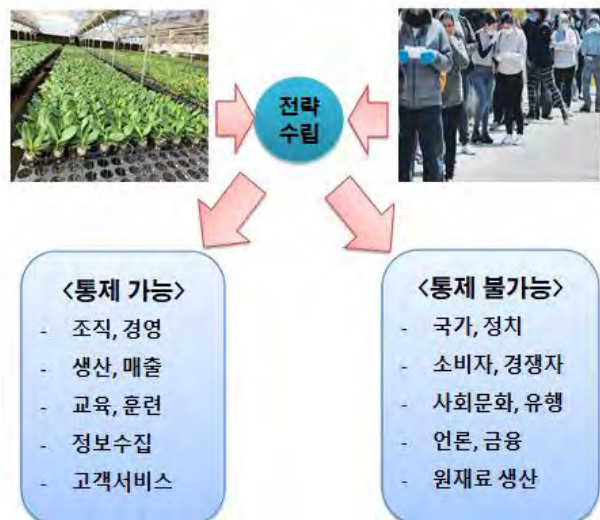 전략
수립
<통제 가능>
- 조직, 경영
- 생산, 매출
- 교육, 훈련
- 정보수집
- 고객서비스
<통제 불가능>
- 국가, 정치
- 소비자, 경쟁자
- 사회문화, 유행
- 언론, 금융
- 원재료 생산